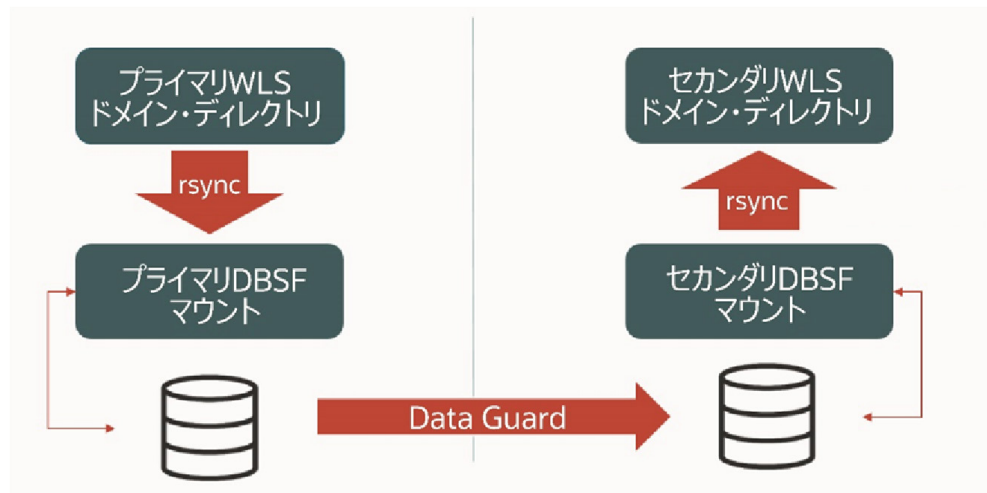 プライマリWLS
ドメイン・ディレクトリ
rsync
プライマリDBSF
マウント
セカンダリWLS
ドメイン・ディレクトリ
rsync
セカンダリDBSF
マウント
Data Guard